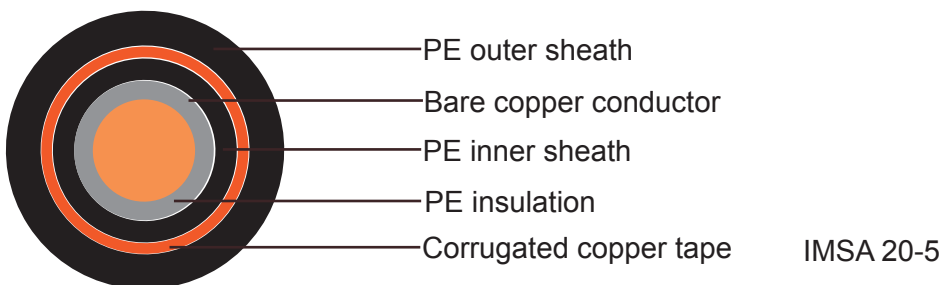 PE outer sheath
Bare copper conductor
PE inner sheath
PE insulation
Corrugated copper tape
IMSA 20-5